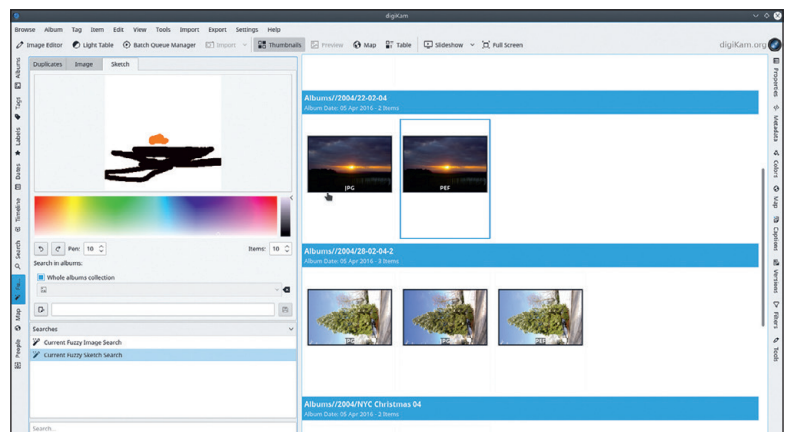 digiKam
Browse Album Tag Item Edit View Tools Import Export Settings Help
Image Editor Light Table Batch Queue Manager Import Thumbnails Preview Map Table Slideshow Full Screen digiKam.org
Albums
Tags
Labels
Dates
Timeline
Search
Fu...
Map
People
Duplicates Image Sketch
Pen: 10 Items: 10
Search in albums:
Whole albums collection
Searches
Current Fuzzy Image Search
Current Fuzzy Sketch Search
Search...
Albums//2004/22-02-04
Album Date: 05 Apr 2016 - 2 Items
JPG PEF
Albums//2004/28-02-04-2
Album Date: 05 Apr 2016 - 3 Items
JPG JPG JPG
Albums//2004/NYC Christmas 04
Album Date: 05 Apr 2016 - 2 Items
Properties
Metadata
Colors
Map
Captions
Versions
Filters
Tools